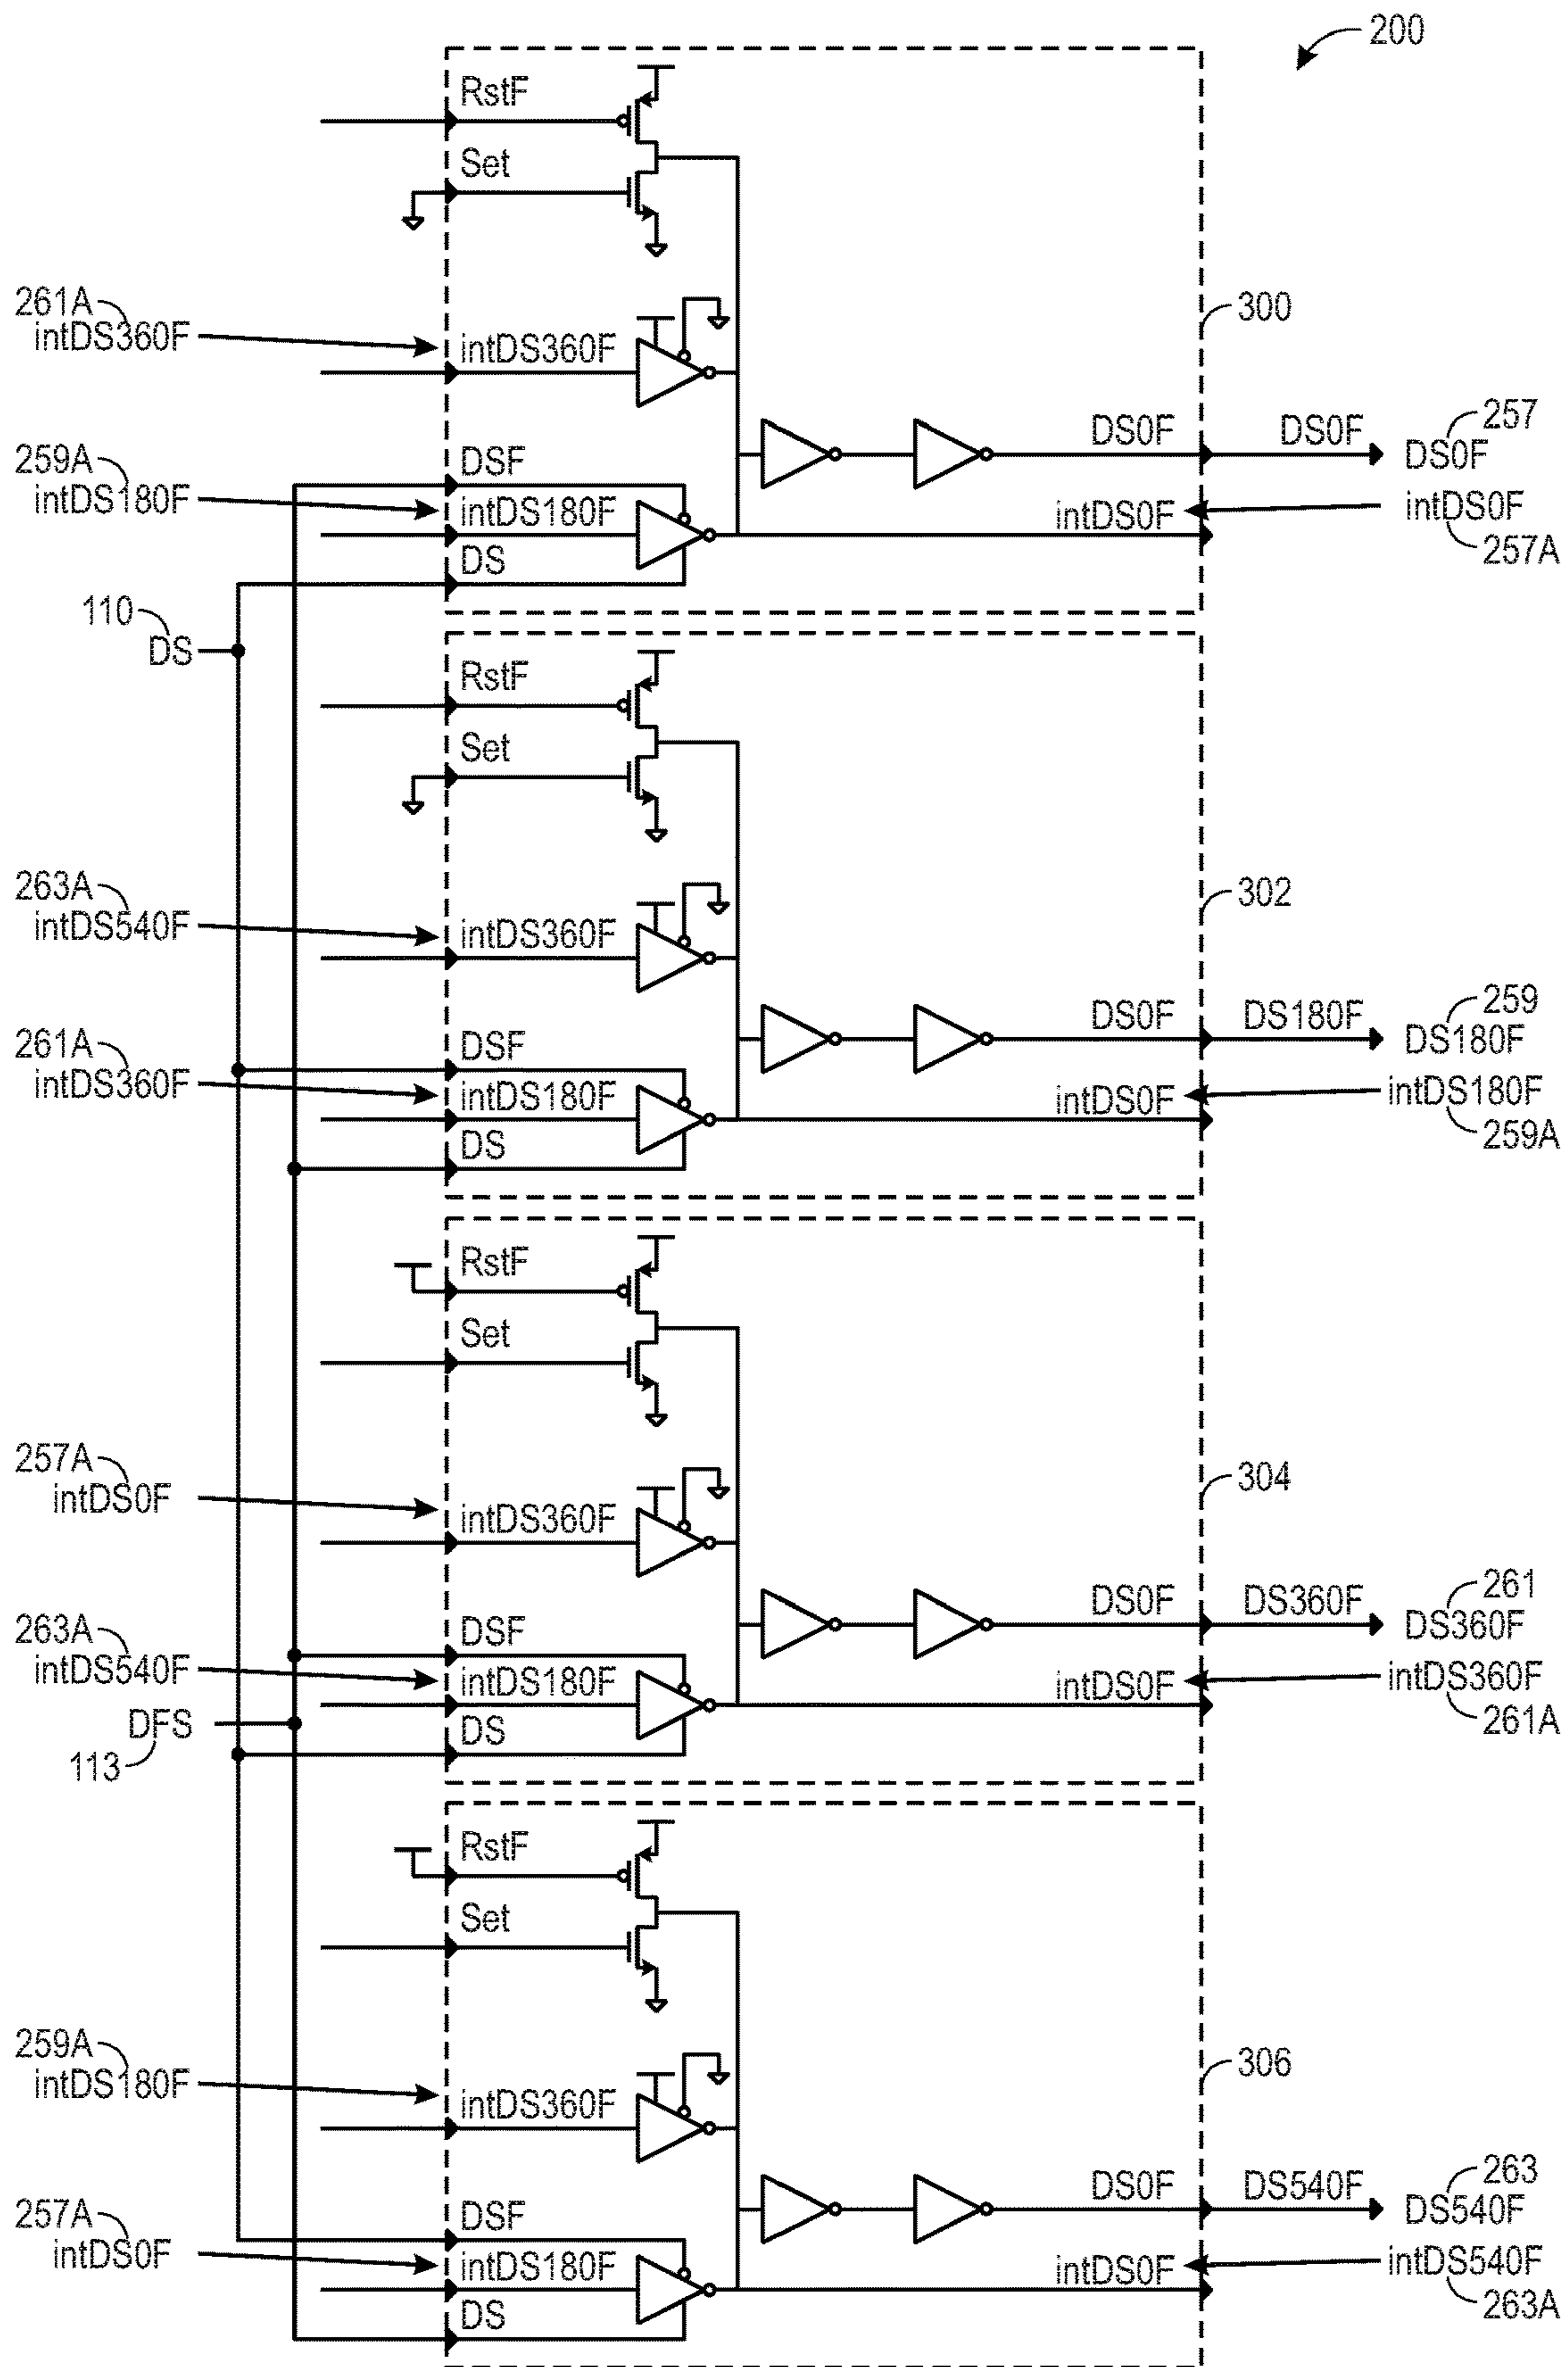 200
RstF
Set
261A
intDS360F
intDS360F
300
259A
intDS180F
DSF
intDS180F
DS
DS0F
DS0F
257
DS0F
intDS0F
intDS0F
257A
110
DS
RstF
Set
263A
intDS540F
intDS360F
302
261A
intDS360F
DSF
intDS180F
DS
DS0F
DS180F
259
DS180F
intDS0F
intDS180F
259A
RstF
Set
257A
intDS0F
intDS360F
304
263A
intDS540F
DSF
intDS180F
DS
DS0F
DS360F
261
DS360F
intDS0F
intDS360F
261A
DFS
113
RstF
Set
259A
intDS180F
intDS360F
306
257A
intDS0F
DSF
intDS180F
DS
DS0F
DS540F
263
DS540F
intDS0F
intDS540F
263A